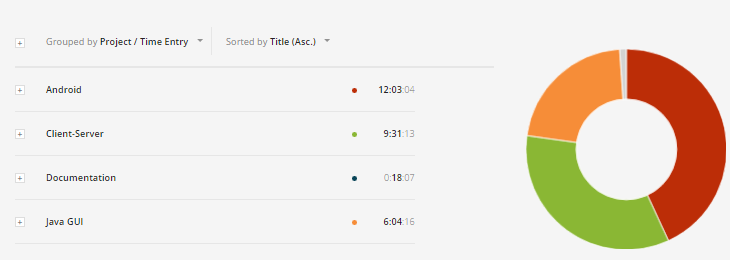 Grouped by Project / Time Entry Sorted by Title (Asc.)
Android 12:03:04
Client-Server 9:31:13
Documentation 0:18:07
Java GUI 6:04:16